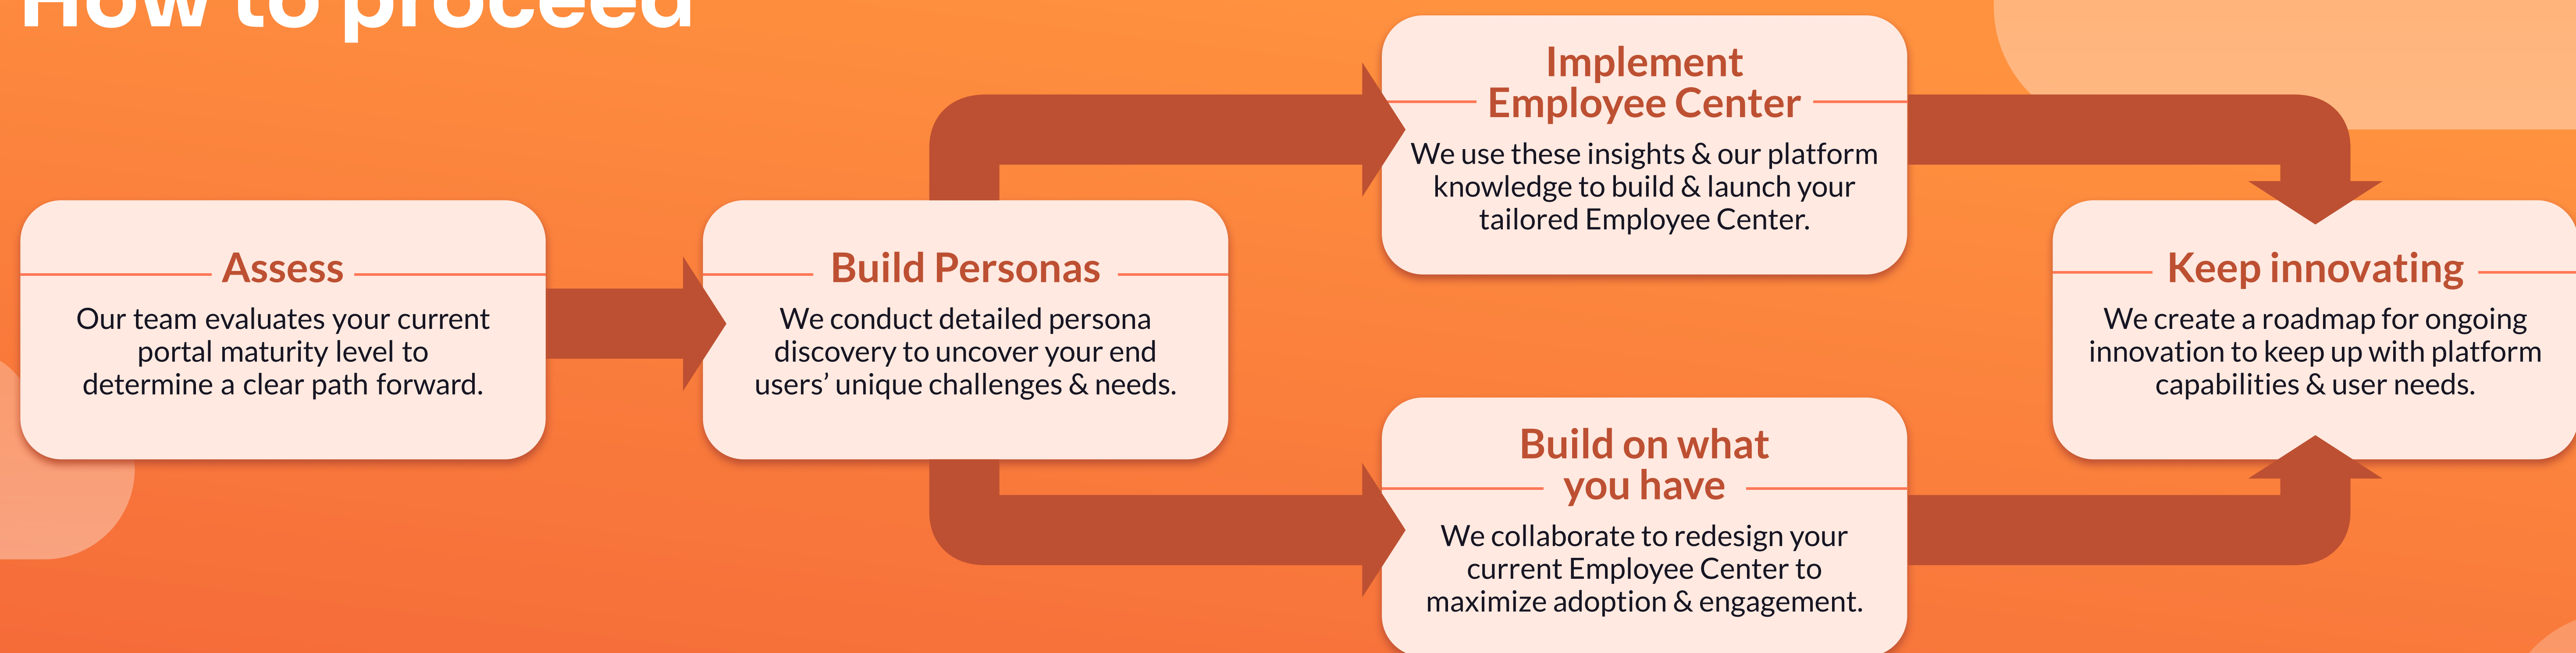 How to proceed
Assess
Our team evaluates your current
portal maturity level to
determine a clear path forward.
Build Personas
We conduct detailed persona
discovery to uncover your end
users’ unique challenges & needs.
Implement
Employee Center
We use these insights & our platform
knowledge to build & launch your
tailored Employee Center.
Build on what
you have
We collaborate to redesign your
current Employee Center to
maximize adoption & engagement.
Keep innovating
We create a roadmap for ongoing
innovation to keep up with platform
capabilities & user needs.